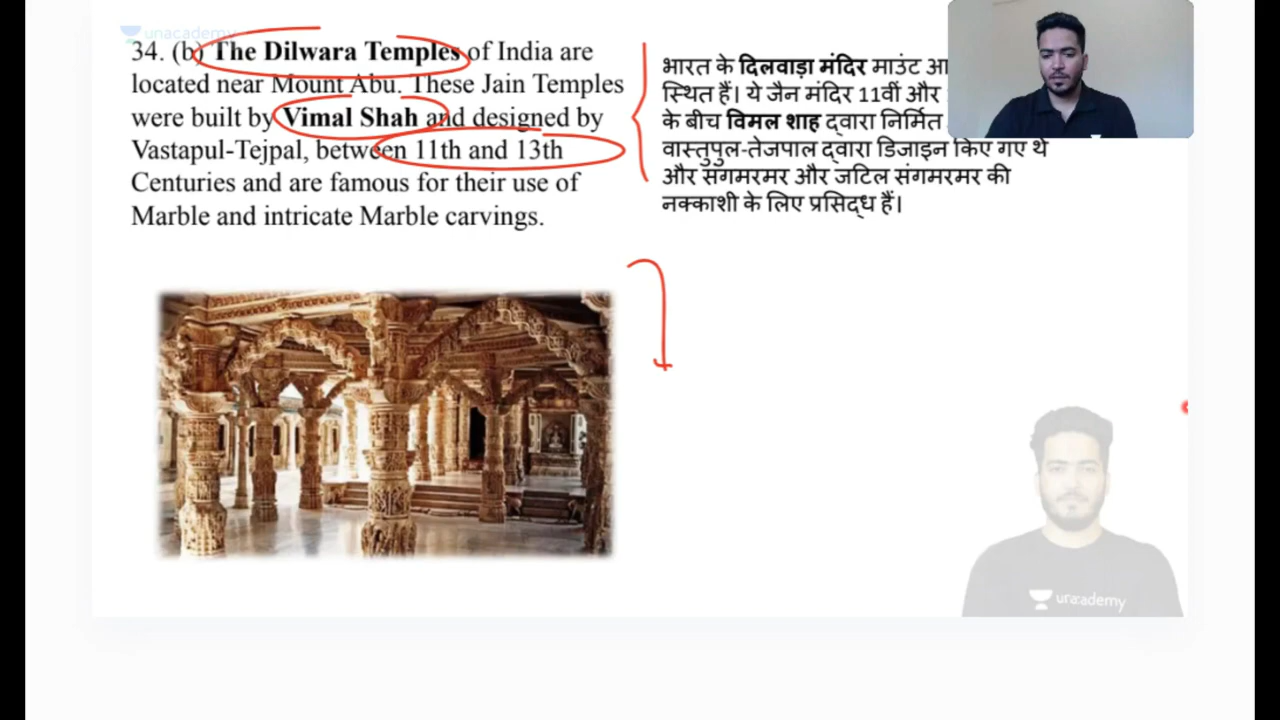 unacademy
34. (b) The Dilwara Temples of India are
located near Mount Abu. These Jain Temples
were built by Vimal Shah and designed by
Vastapul-Tejpal, between 11th and 13th
Centuries and are famous for their use of
Marble and intricate Marble carvings.
भारत के दिलवाड़ा मंदिर माउंट
स्थित हैं। ये जैन मंदिर 11वीं और
के बीच विमल शाह द्वारा निर्मित
वास्तुपुल-तेजपाल द्वारा डिजाइन किए गए थे
और संगमरमर और जटिल संगमरमर की
नक्काशी के लिए प्रसिद्ध हैं।
unacademy